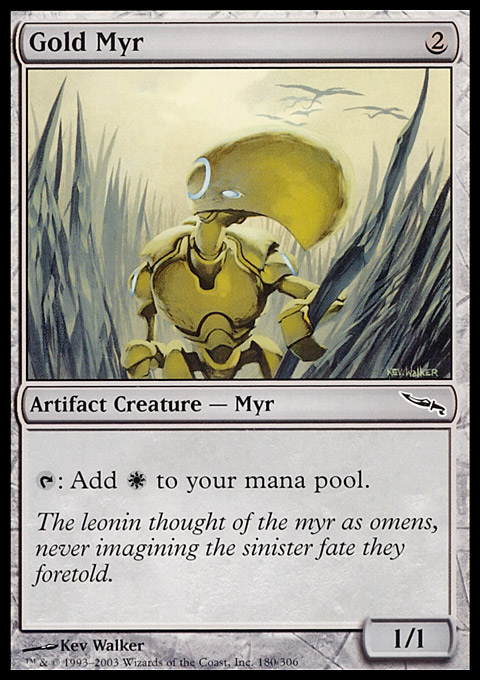 Gold Myr 2
KEV. WALKER
Artifact Creature — Myr
: Add to your mana pool.
The leonin thought of the myr as omens,
never imagining the sinister fate they
foretold.
Kev Walker
1/1
™ & © 1993–2003 Wizards of the Coast, Inc. 180/306